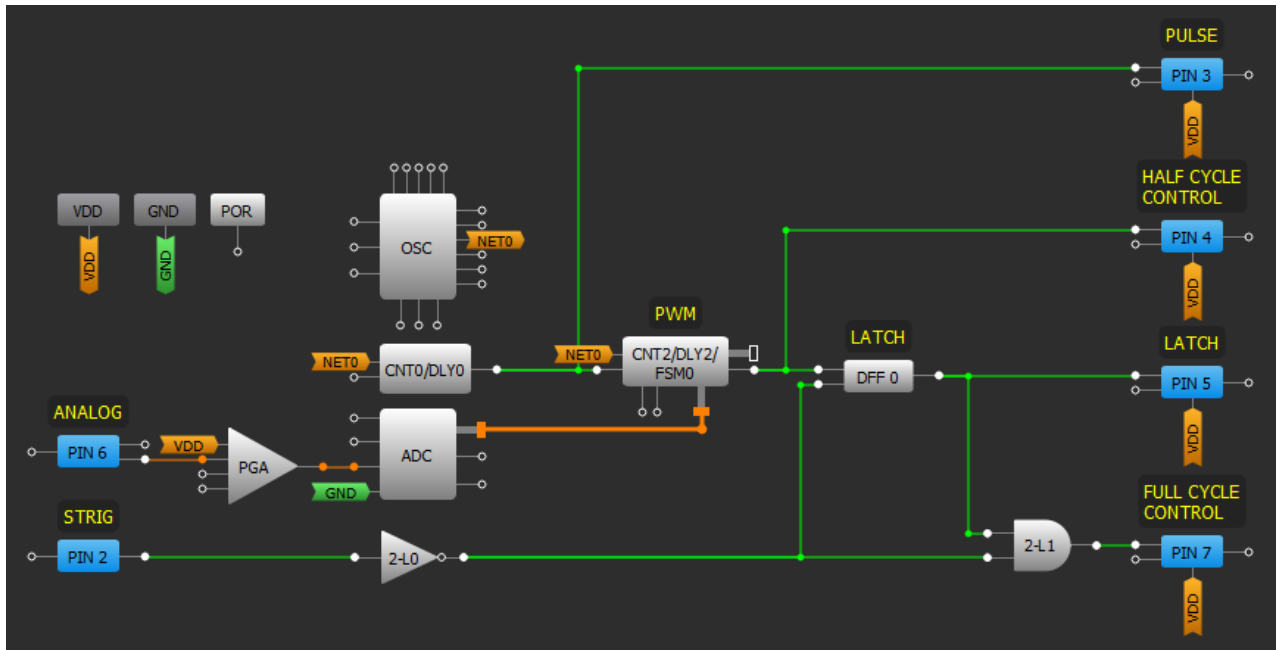 PULSE
PIN 3
VDD
HALF CYCLE
CONTROL
PIN 4
VDD
VDD
GND
POR
VDD
GND
OSC
NET0
PWM
NET0
CNT0/DLY0
NET0
CNT2/DLY2/
FSM0
LATCH
DFF 0
LATCH
PIN 5
VDD
ANALOG
PIN 6
VDD
PGA
GND
ADC
STRIG
PIN 2
2-L0
2-L1
FULL CYCLE
CONTROL
PIN 7
VDD